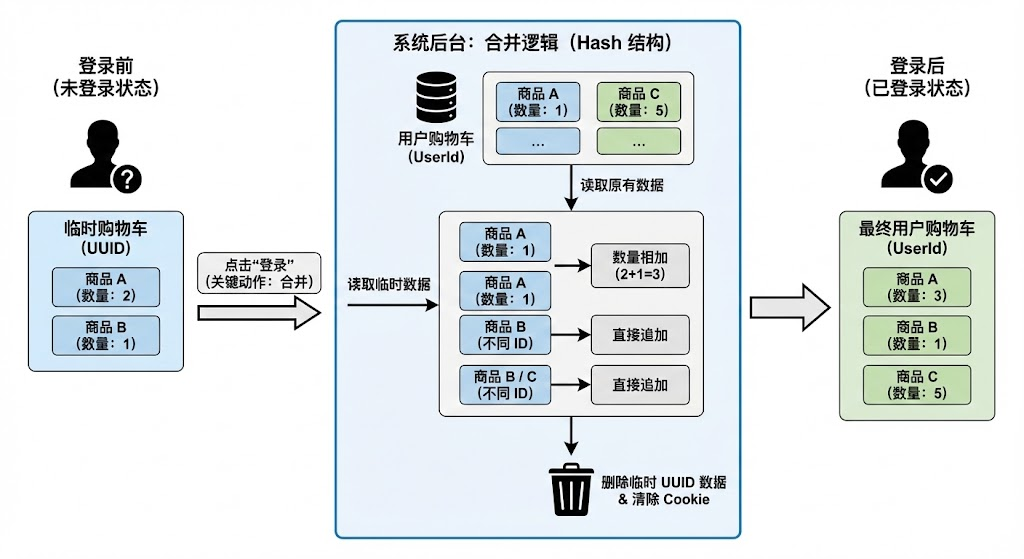 登录前
（未登录状态）
临时购物车
（UUID）
商品 A
（数量：2）
商品 B
（数量：1）
点击“登录”
（关键动作：合并）
系统后台：合并逻辑（Hash 结构）
用户购物车
（UserId）
商品 A
（数量：1）
商品 C
（数量：5）
...
...
读取原有数据
读取临时数据
商品 A
（数量：1）
商品 A
（数量：1）
数量相加
（2+1=3）
商品 B
（不同 ID）
直接追加
商品 B / C
（不同 ID）
直接追加
删除临时 UUID 数据
& 清除 Cookie
登录后
（已登录状态）
最终用户购物车
（UserId）
商品 A
（数量：3）
商品 B
（数量：1）
商品 C
（数量：5）